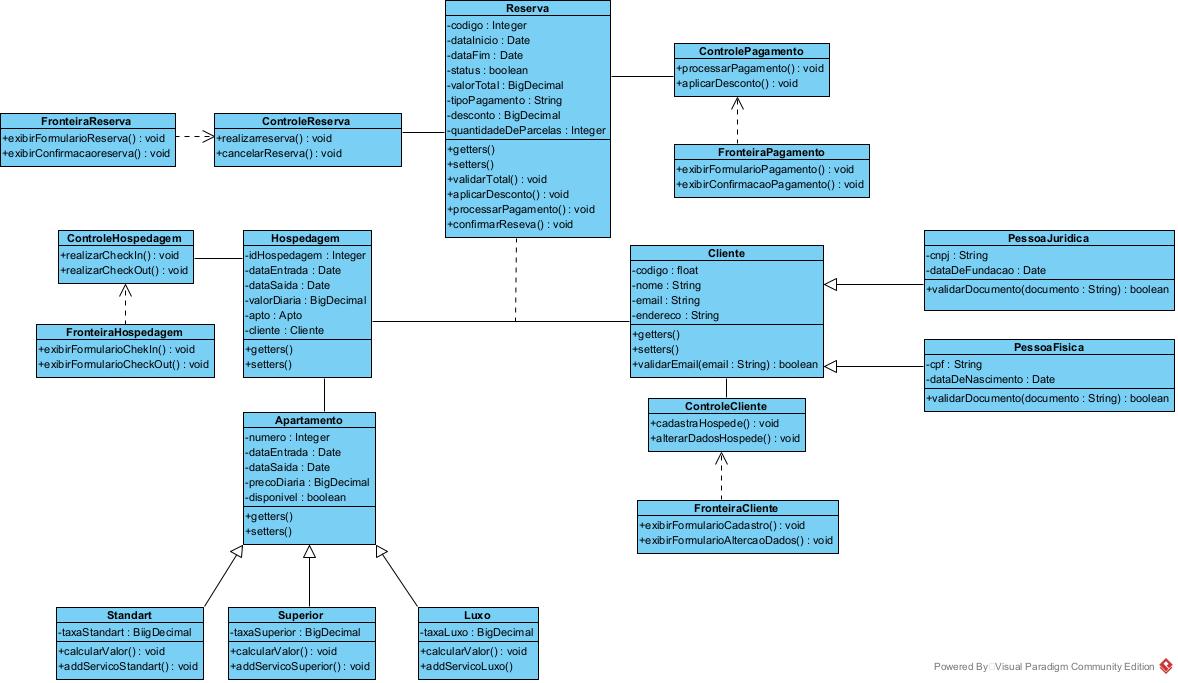 Reserva
-codigo : Integer
-dataInicio : Date
-dataFim : Date
-status : boolean
-valorTotal : BigDecimal
-tipoPagamento : String
-desconto : BigDecimal
-quantidadeDeParcelas : Integer
+getters()
+setters()
+validarTotal() : void
+aplicarDesconto() : void
+processarPagamento() : void
+confirmarReseva() : void
ControlePagamento
+processarPagamento() : void
+aplicarDesconto() : void
FronteiraPagamento
+exibirFormularioPagamento() : void
+exibirConfirmacaoPagamento() : void
FronteiraReserva
+exibirFormularioReserva() : void
+exibirConfirmacaoreserva() : void
ControleReserva
+realizarreserva() : void
+cancelarReserva() : void
ControleHospedagem
+realizarCheckIn() : void
+realizarCheckOut() : void
FronteiraHospedagem
+exibirFormularioChekIn() : void
+exibirFormularioCheckOut() : void
Hospedagem
-idHospedagem : Integer
-dataEntrada : Date
-dataSaida : Date
-valorDiaria : BigDecimal
-apto : Apto
-cliente : Cliente
+getters()
+setters()
Cliente
-codigo : float
-nome : String
-email : String
-endereco : String
+getters()
+setters()
+validarEmail(email : String) : boolean
PessoaJuridica
-cnpj : String
-dataDeFundacao : Date
+validarDocumento(documento : String) : boolean
PessoaFisica
-cpf : String
-dataDeNascimento : Date
+validarDocumento(documento : String) : boolean
ControleCliente
+cadastraHospede() : void
+alterarDadosHospede() : void
FronteiraCliente
+exibirFormularioCadastro() : void
+exibirFormularioAltercaoDados() : void
Apartamento
-numero : Integer
-dataEntrada : Date
-dataSaida : Date
-precoDiaria : BigDecimal
-disponivel : boolean
+getters()
+setters()
Standart
-taxaStandart : BiigDecimal
+calcularValor() : void
+addServicoStandart() : void
Superior
-taxaSuperior : BigDecimal
+calcularValor() : void
+addServicoSuperior() : void
Luxo
-taxaLuxo : BigDecimal
+calcularValor() : void
+addServicoLuxo()
Powered By Visual Paradigm Community Edition